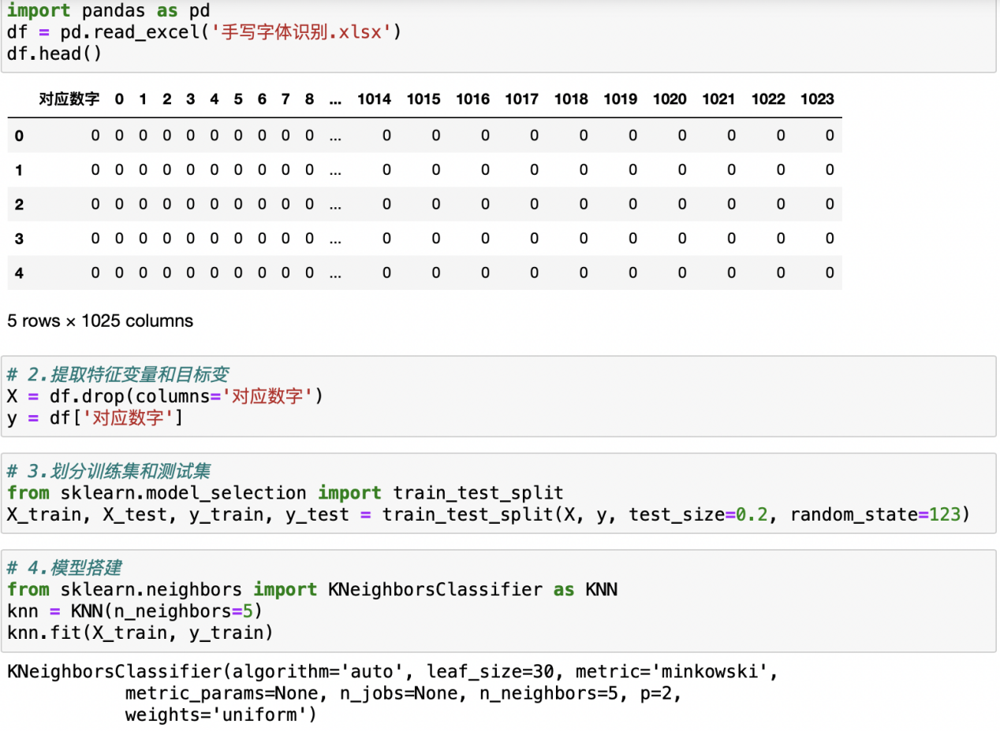 import pandas as pd
df = pd.read_excel('手写字体识别.xlsx')
df.head()
对应数字 0 1 2 3 4 5 6 7 8 ... 1014 1015 1016 1017 1018 1019 1020 1021 1022 1023
0 0 0 0 0 0 0 0 0 0 0 ... 0 0 0 0 0 0 0 0 0 0
1 0 0 0 0 0 0 0 0 0 0 ... 0 0 0 0 0 0 0 0 0 0
2 0 0 0 0 0 0 0 0 0 0 ... 0 0 0 0 0 0 0 0 0 0
3 0 0 0 0 0 0 0 0 0 0 ... 0 0 0 0 0 0 0 0 0 0
4 0 0 0 0 0 0 0 0 0 0 ... 0 0 0 0 0 0 0 0 0 0
5 rows × 1025 columns
# 2.提取特征变量和目标变
X = df.drop(columns='对应数字')
y = df['对应数字']
# 3.划分训练集和测试集
from sklearn.model_selection import train_test_split
X_train, X_test, y_train, y_test = train_test_split(X, y, test_size=0.2, random_state=123)
# 4.模型搭建
from sklearn.neighbors import KNeighborsClassifier as KNN
knn = KNN(n_neighbors=5)
knn.fit(X_train, y_train)
KNeighborsClassifier(algorithm='auto', leaf_size=30, metric='minkowski',
metric_params=None, n_jobs=None, n_neighbors=5, p=2,
weights='uniform')